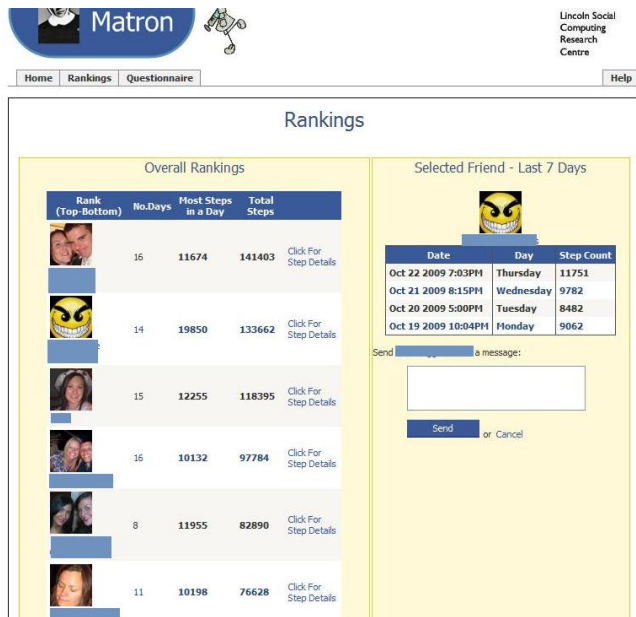 Matron
Lincoln Social
Computing
Research
Centre
Home Rankings Questionnaire Help
Rankings
Overall Rankings
Rank
(Top-Bottom) No.Days Most Steps
in a Day Total
Steps
16 11674 141403 Click For
Step Details
14 19850 133662 Click For
Step Details
15 12255 118395 Click For
Step Details
16 10132 97784 Click For
Step Details
8 11955 82890 Click For
Step Details
11 10198 76628 Click For
Step Details
Selected Friend - Last 7 Days
Date Day Step Count
Oct 22 2009 7:03PM Thursday 11751
Oct 21 2009 8:15PM Wednesday 9782
Oct 20 2009 5:00PM Tuesday 8482
Oct 19 2009 10:04PM Monday 9062
Send a message:
Send or Cancel